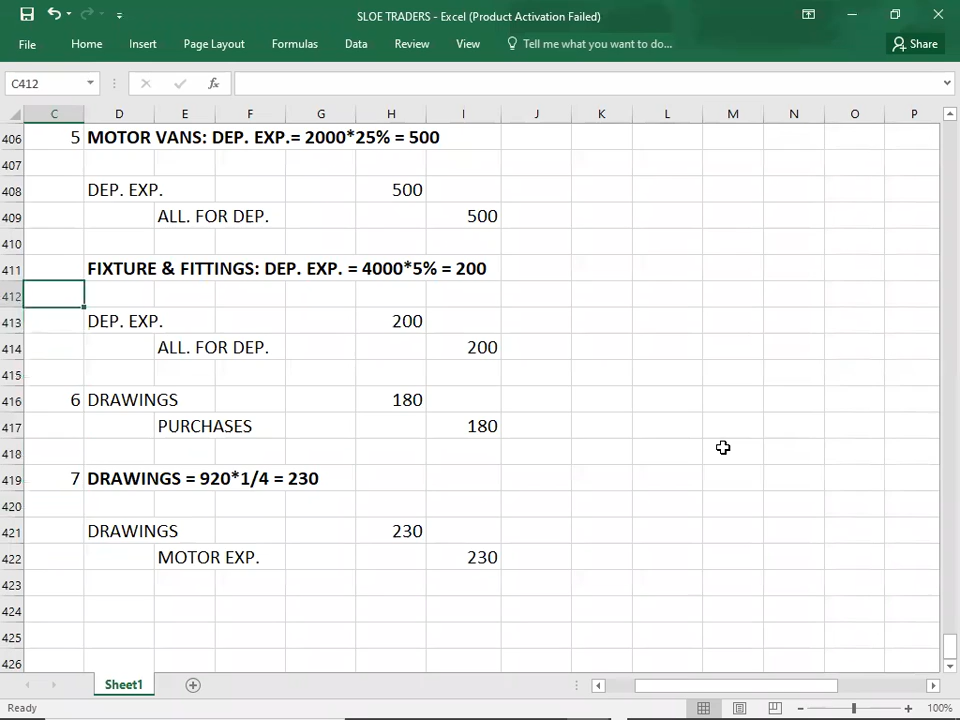 SLOE TRADERS - Excel (Product Activation Failed)
File Home Insert Page Layout Formulas Data Review View Tell me what you want to do... Share
C412 fx
C D E F G H I J K L M N O P
406 5 MOTOR VANS: DEP. EXP.= 2000*25% = 500
407
408 DEP. EXP. 500
409 ALL. FOR DEP. 500
410
411 FIXTURE & FITTINGS: DEP. EXP. = 4000*5% = 200
412
413 DEP. EXP. 200
414 ALL. FOR DEP. 200
415
416 6 DRAWINGS 180
417 PURCHASES 180
418
419 7 DRAWINGS = 920*1/4 = 230
420
421 DRAWINGS 230
422 MOTOR EXP. 230
423
424
425
426
Sheet1
Ready 100%